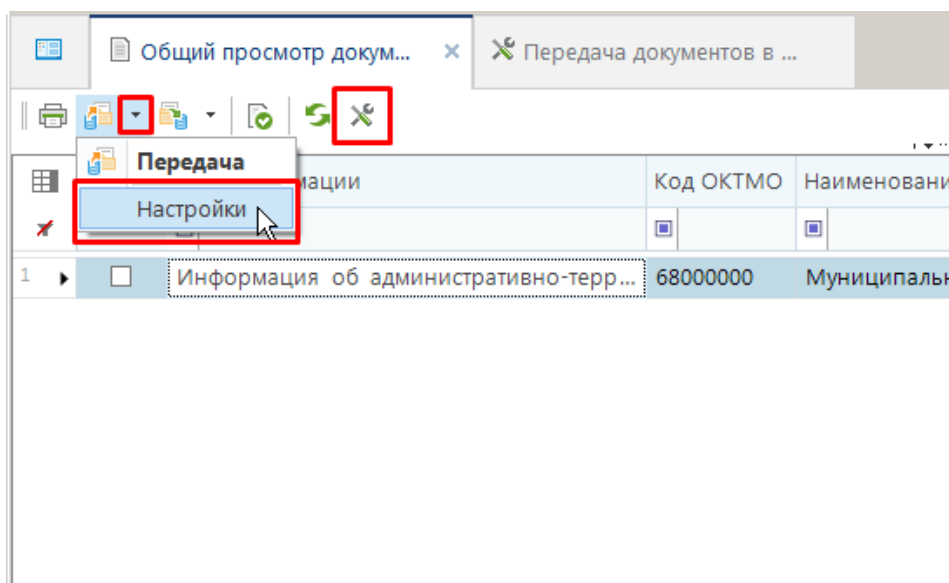 Общий просмотр докум...
Передача документов в ...
Передача
Настройки
мации
Код ОКТМО
Наименовани
1
Информация об административно-терр...
68000000
Муниципальн